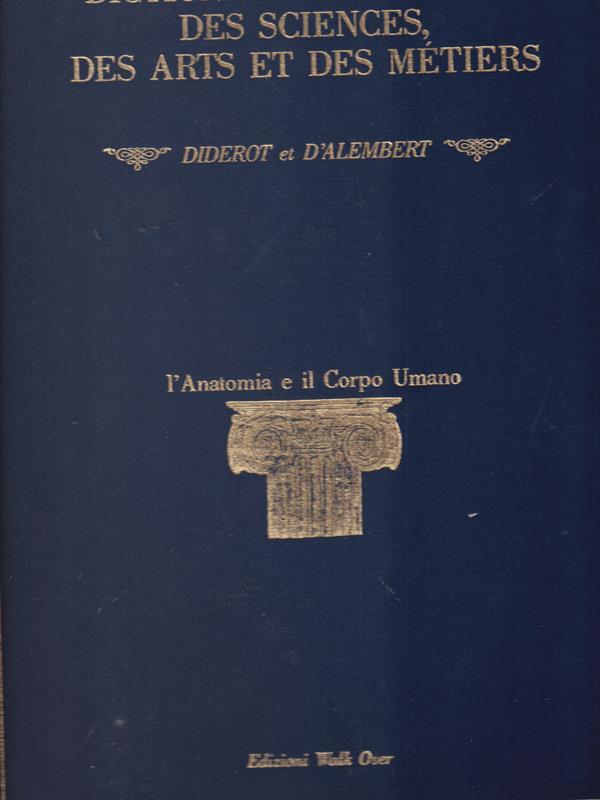 DES SCIENCES,
DES ARTS ET DES MÉTIERS
DIDEROT et D'ALEMBERT
l'Anatomia e il Corpo Umano
Edizioni Walk Over